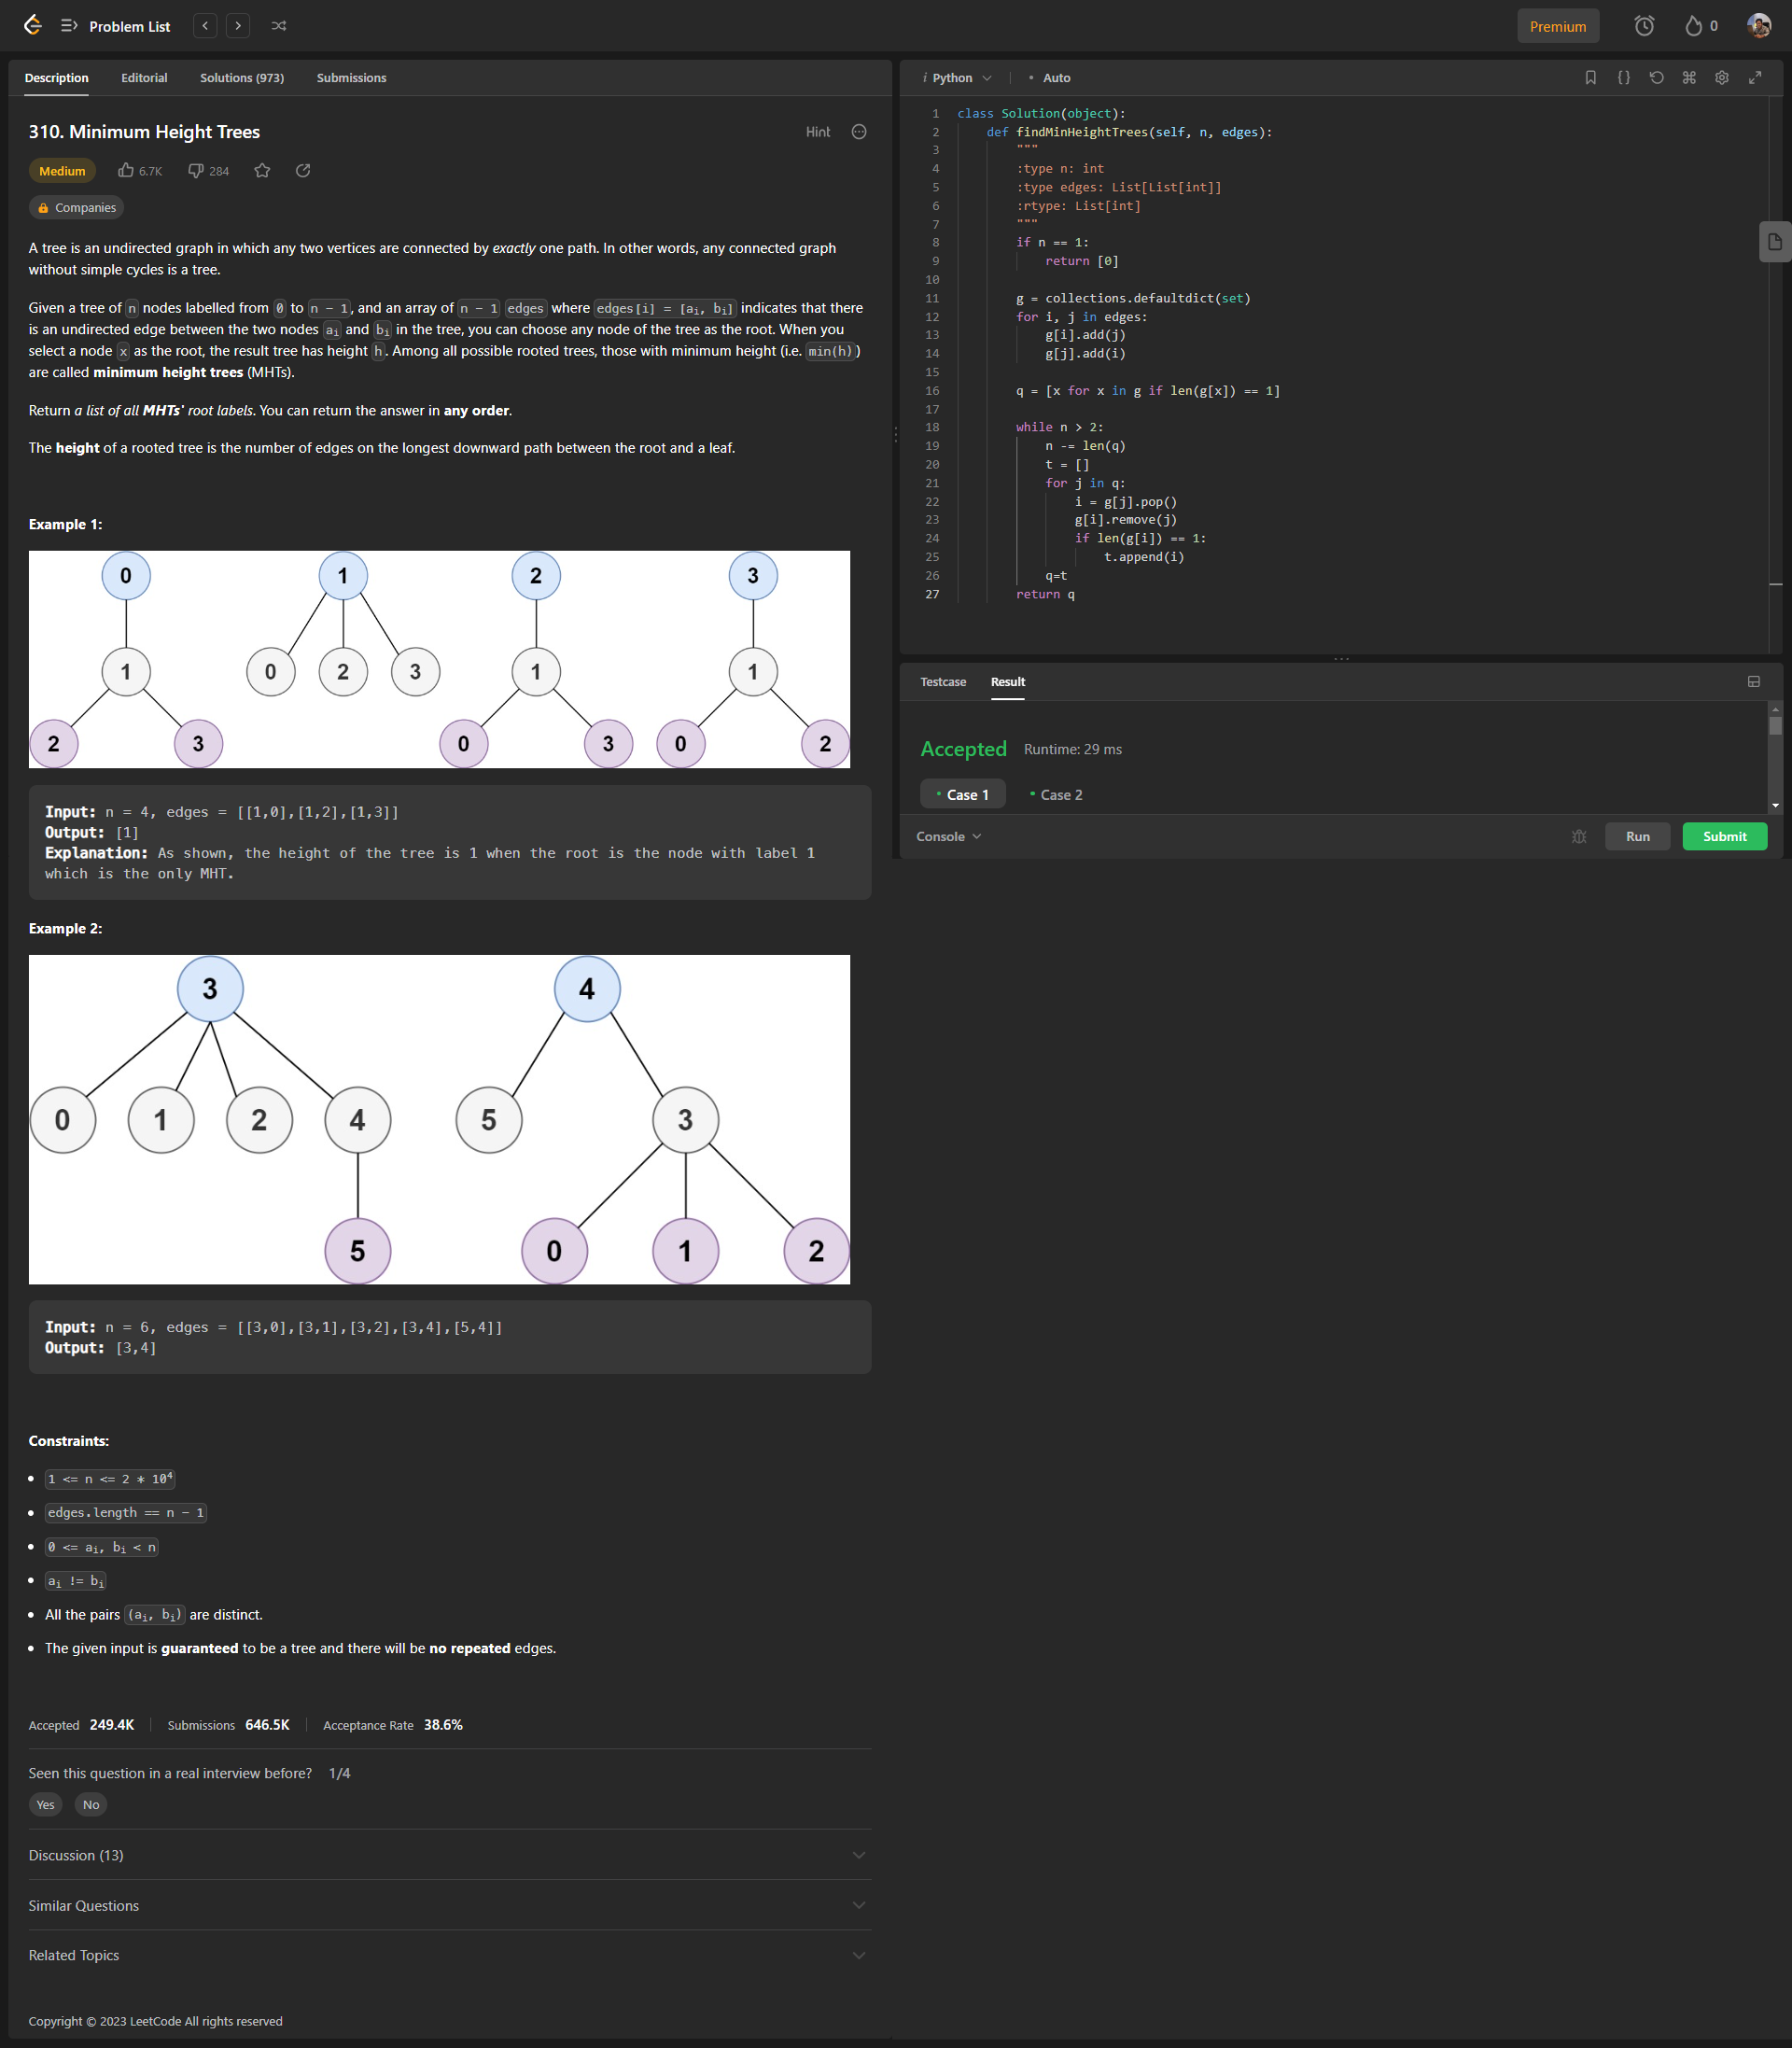 Problem List
Premium
0
Description
Editorial
Solutions (973)
Submissions
310. Minimum Height Trees
Hint
Medium
6.7K
284
Companies
A tree is an undirected graph in which any two vertices are connected by exactly one path. In other words, any connected graph
without simple cycles is a tree.
Given a tree of n nodes labelled from 0 to n - 1, and an array of n - 1 edges where edges[i] = [ai, bi] indicates that there
is an undirected edge between the two nodes ai and bi in the tree, you can choose any node of the tree as the root. When you
select a node x as the root, the result tree has height h. Among all possible rooted trees, those with minimum height (i.e. min(h))
are called minimum height trees (MHTs).
Return a list of all MHTs' root labels. You can return the answer in any order.
The height of a rooted tree is the number of edges on the longest downward path between the root and a leaf.
Example 1:
0 1 2 3
1 0 2 3 1 1
2 3 0 3 0 2
Input: n = 4, edges = [[1,0],[1,2],[1,3]]
Output: [1]
Explanation: As shown, the height of the tree is 1 when the root is the node with label 1
which is the only MHT.
Example 2:
3 4
0 1 2 4 5 3
5 0 1 2
Input: n = 6, edges = [[3,0],[3,1],[3,2],[3,4],[5,4]]
Output: [3,4]
Constraints:
1 <= n <= 2 * 10⁴
edges.length == n - 1
0 <= ai, bi < n
ai != bi
All the pairs (ai, bi) are distinct.
The given input is guaranteed to be a tree and there will be no repeated edges.
Accepted 249.4K
Submissions 646.5K
Acceptance Rate 38.6%
Seen this question in a real interview before? 1/4
Yes No
Discussion (13)
Similar Questions
Related Topics
Copyright © 2023 LeetCode All rights reserved
i Python
Auto
1 class Solution(object):
2 def findMinHeightTrees(self, n, edges):
3 """
4 :type n: int
5 :type edges: List[List[int]]
6 :rtype: List[int]
7 """
8 if n == 1:
9 return [0]
10
11 g = collections.defaultdict(set)
12 for i, j in edges:
13 g[i].add(j)
14 g[j].add(i)
15
16 q = [x for x in g if len(g[x]) == 1]
17
18 while n > 2:
19 n -= len(q)
20 t = []
21 for j in q:
22 i = g[j].pop()
23 g[i].remove(j)
24 if len(g[i]) == 1:
25 t.append(i)
26 q=t
27 return q
Testcase
Result
Accepted
Runtime: 29 ms
Case 1
Case 2
Console
Run
Submit